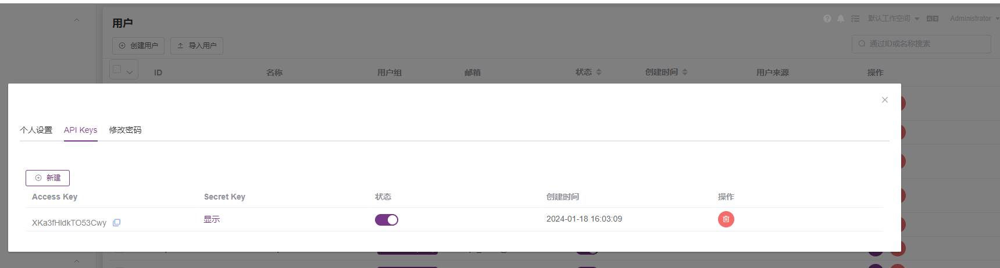 用户
默认工作空间 Administrator
创建用户 导入用户 通过ID或名称搜索
ID 名称 用户组 邮箱 状态 创建时间 用户来源 操作
个人设置 API Keys 修改密码
新建
Access Key Secret Key 状态 创建时间 操作
XKa3fHldkTO53Cwy 显示 2024-01-18 16:03:09